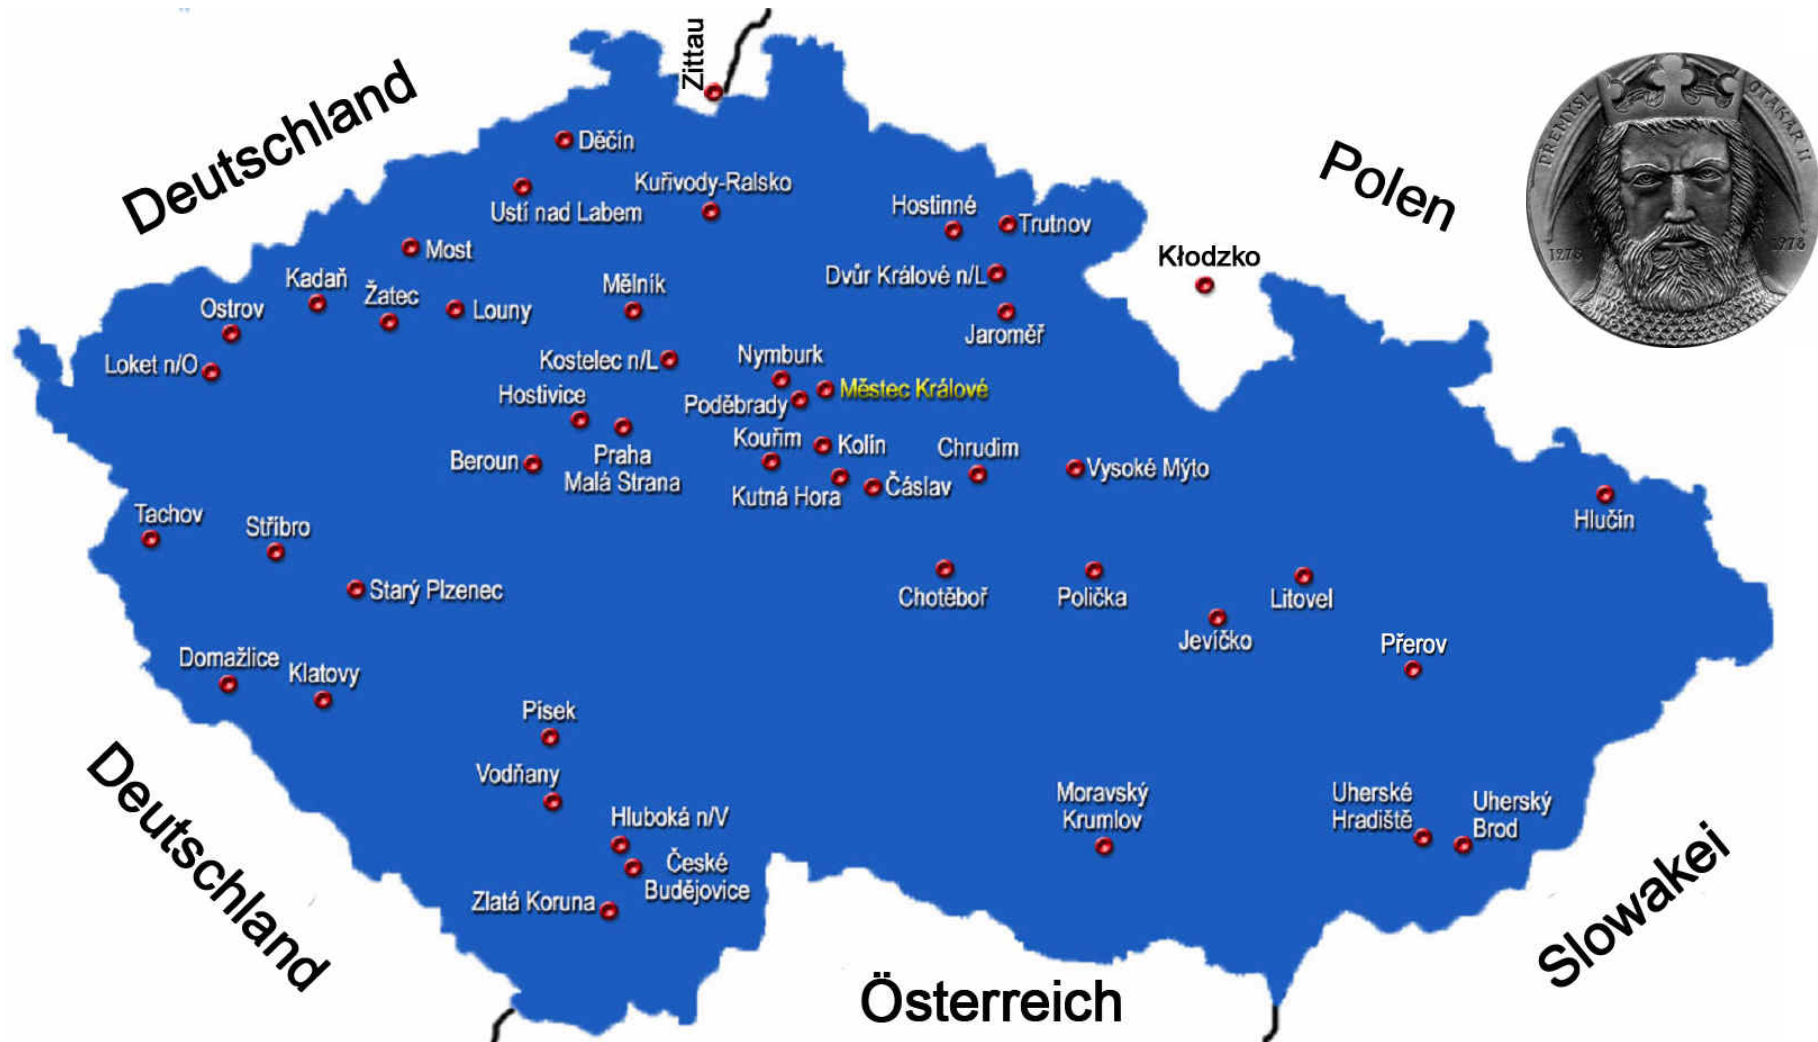 Zittau
Deutschland
Polen
PŘEMYSL OTAKAR II
1278 1978
Děčín
Kuřivody-Ralsko
Ustí nad Labem
Hostinné
Trutnov
Most
Kłodzko
Kadaň
Žatec
Mělník
Dvůr Králové n/L
Ostrov
Louny
Jaroměř
Loket n/O
Kostelec n/L
Nymburk
Městec Králové
Hostivice
Poděbrady
Kouřim
Kolín
Chrudim
Beroun
Praha
Malá Strana
Vysoké Mýto
Kutná Hora
Čáslav
Tachov
Stříbro
Hlučín
Starý Plzenec
Chotěboř
Polička
Litovel
Jevíčko
Přerov
Domažlice
Klatovy
Písek
Vodňany
Moravský
Krumlov
Uherské
Hradiště
Uherský
Brod
Hluboká n/V
České
Budějovice
Zlatá Koruna
Deutschland
Slowakei
Österreich